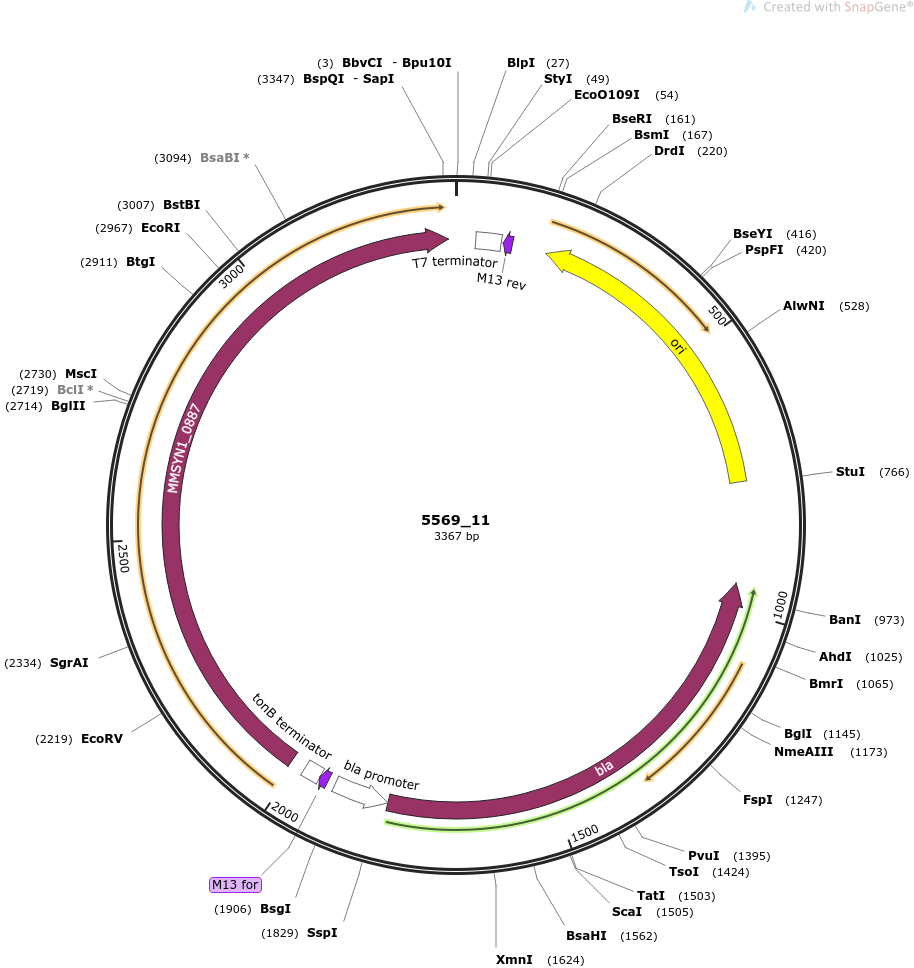 Created with SnapGene®
(3) BbvCI - Bpu10I
(3347) BspQI - SapI
BlpI (27)
StyI (49)
EcoO109I (54)
BseRI (161)
BsmI (167)
DrdI (220)
(3094) BsaBI *
(3007) BstBI
(2967) EcoRI
(2911) BtgI
BseYI (416)
PspFI (420)
AlwNI (528)
T7 terminator
M13 rev
3000
500
ori
(2730) MscI
(2719) BclI *
(2714) BglII
MMSYN1_0887
StuI (766)
5569_11
3367 bp
2500
1000
BanI (973)
AhdI (1025)
BmrI (1065)
(2334) SgrAI
(2219) EcoRV
BglI (1145)
NmeAIII (1173)
tonB terminator
bla promoter
bla
FspI (1247)
2000
1500
PvuI (1395)
TsoI (1424)
M13 for
TatI (1503)
(1906) BsgI
ScaI (1505)
(1829) SspI
BsaHI (1562)
XmnI (1624)